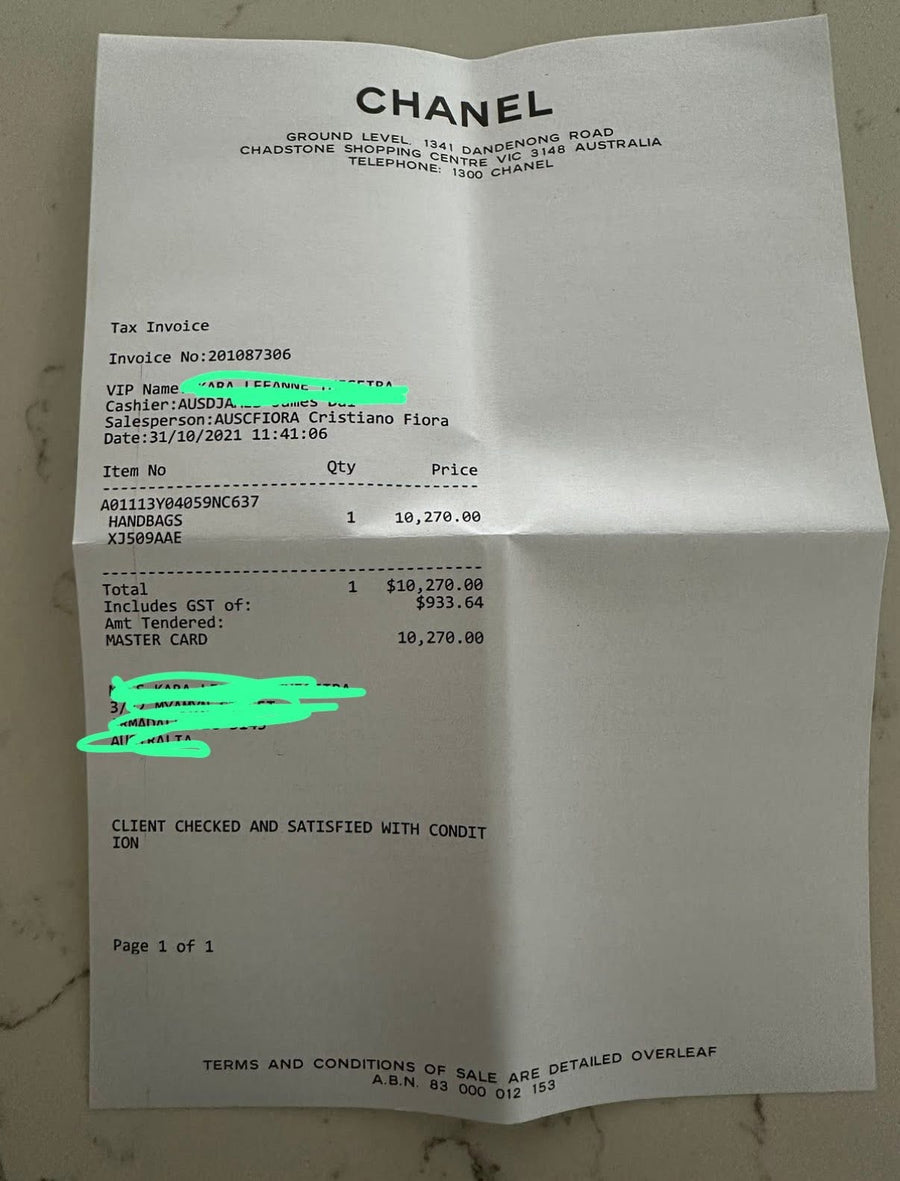 CHANEL
GROUND LEVEL, 1341 DANDENONG ROAD
CHADSTONE SHOPPING CENTRE VIC 3148 AUSTRALIA
TELEPHONE: 1300 CHANEL
Tax Invoice
Invoice No:201087306
VIP Name:
Cashier:
Salesperson:AUSCFIORA Cristiano Fiora
Date:31/10/2021 11:41:06
Item No Qty Price
A01113Y04059NC637
HANDBAGS 1 10,270.00
XJ509AAE
Total 1 $10,270.00
Includes GST of: $933.64
Amt Tendered:
MASTER CARD 10,270.00
CLIENT CHECKED AND SATISFIED WITH CONDIT
ION
Page 1 of 1
TERMS AND CONDITIONS OF SALE ARE DETAILED OVERLEAF
A.B.N. 83 000 012 153